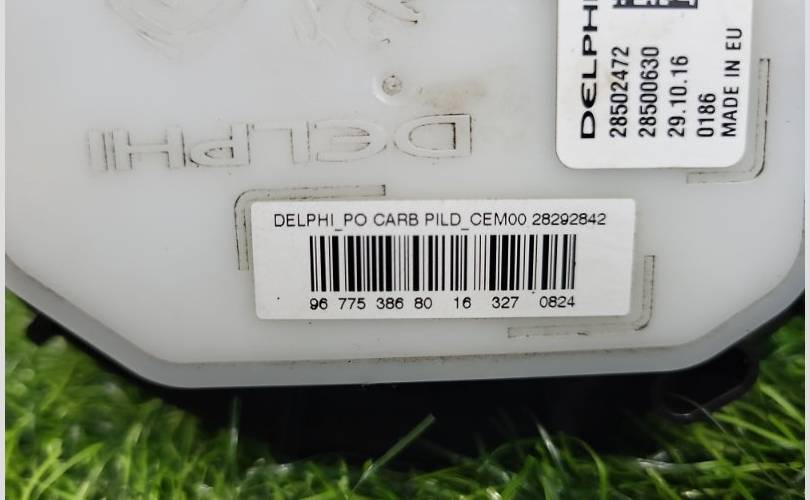 DELPHI
28502472
28500630
29.10.16
0186
MADE IN EU
DELPHI
DELPHI_PO CARB PILD_CEM00 28292842
96 775 386 80 16 327 0824